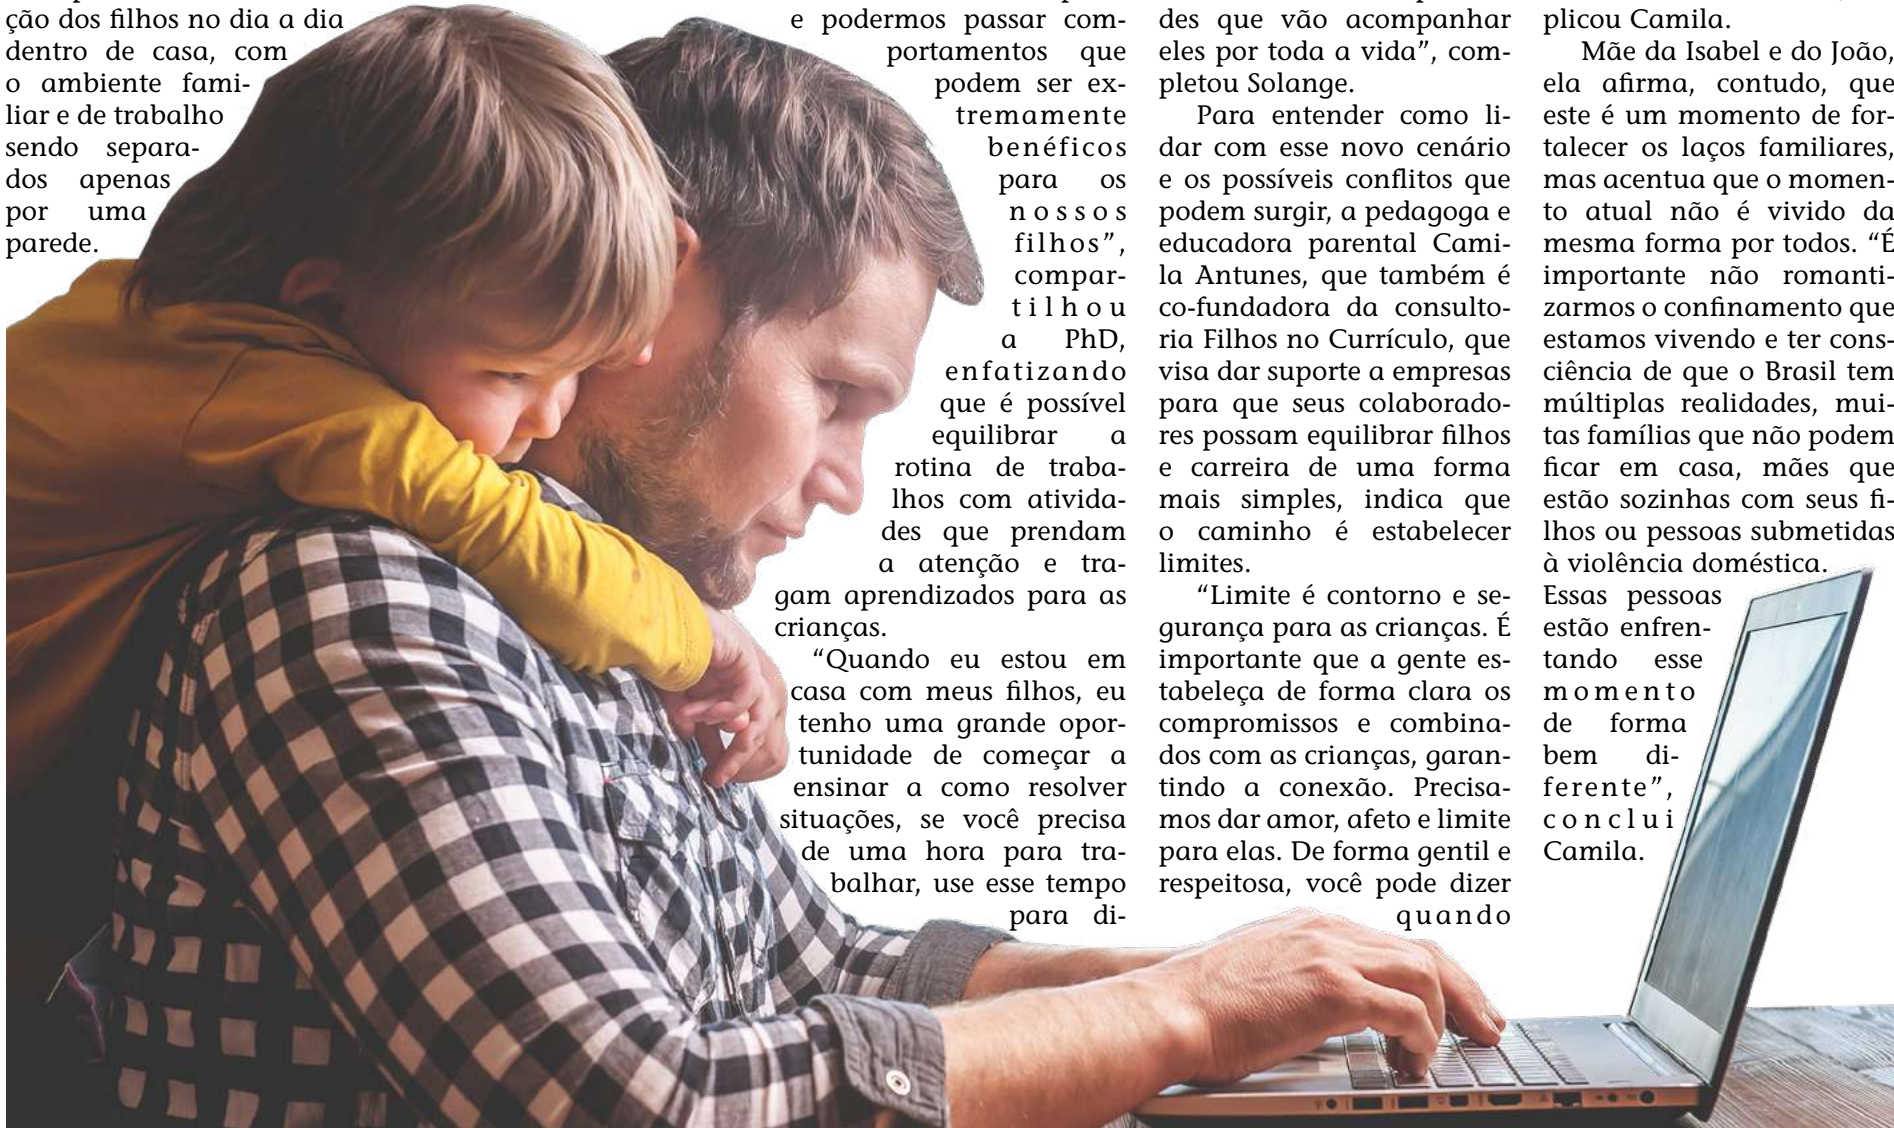 ção dos filhos no dia a dia
dentro de casa, com
o ambiente fami-
liar e de trabalho
sendo separa-
dos apenas
por uma
parede.
e podermos passar com-
portamentos que
podem ser ex-
tremamente
benéficos
para os
nossos
filhos”,
compar-
tilhou
a PhD,
enfatizando
que é possível
equilibrar a
rotina de traba-
lhos com ativida-
des que prendam
a atenção e tra-
gam aprendizados para as
crianças.
“Quando eu estou em
casa com meus filhos, eu
tenho uma grande opor-
tunidade de começar a
ensinar a como resolver
situações, se você precisa
de uma hora para tra-
balhar, use esse tempo
para di-
des que vão acompanhar
eles por toda a vida”, com-
pletou Solange.
Para entender como li-
dar com esse novo cenário
e os possíveis conflitos que
podem surgir, a pedagoga e
educadora parental Cami-
la Antunes, que também é
co-fundadora da consulto-
ria Filhos no Currículo, que
visa dar suporte a empresas
para que seus colaborado-
res possam equilibrar filhos
e carreira de uma forma
mais simples, indica que
o caminho é estabelecer
limites.
“Limite é contorno e se-
gurança para as crianças. É
importante que a gente es-
tabeleça de forma clara os
compromissos e combina-
dos com as crianças, garan-
tindo a conexão. Precisa-
mos dar amor, afeto e limite
para elas. De forma gentil e
respeitosa, você pode dizer
quando
plicou Camila.
Mãe da Isabel e do João,
ela afirma, contudo, que
este é um momento de for-
talecer os laços familiares,
mas acentua que o momen-
to atual não é vivido da
mesma forma por todos. “É
importante não romanti-
zarmos o confinamento que
estamos vivendo e ter cons-
ciência de que o Brasil tem
múltiplas realidades, mui-
tas famílias que não podem
ficar em casa, mães que
estão sozinhas com seus fi-
lhos ou pessoas submetidas
à violência doméstica.
Essas pessoas
estão enfren-
tando esse
momento
de forma
bem di-
ferente”,
conclui
Camila.